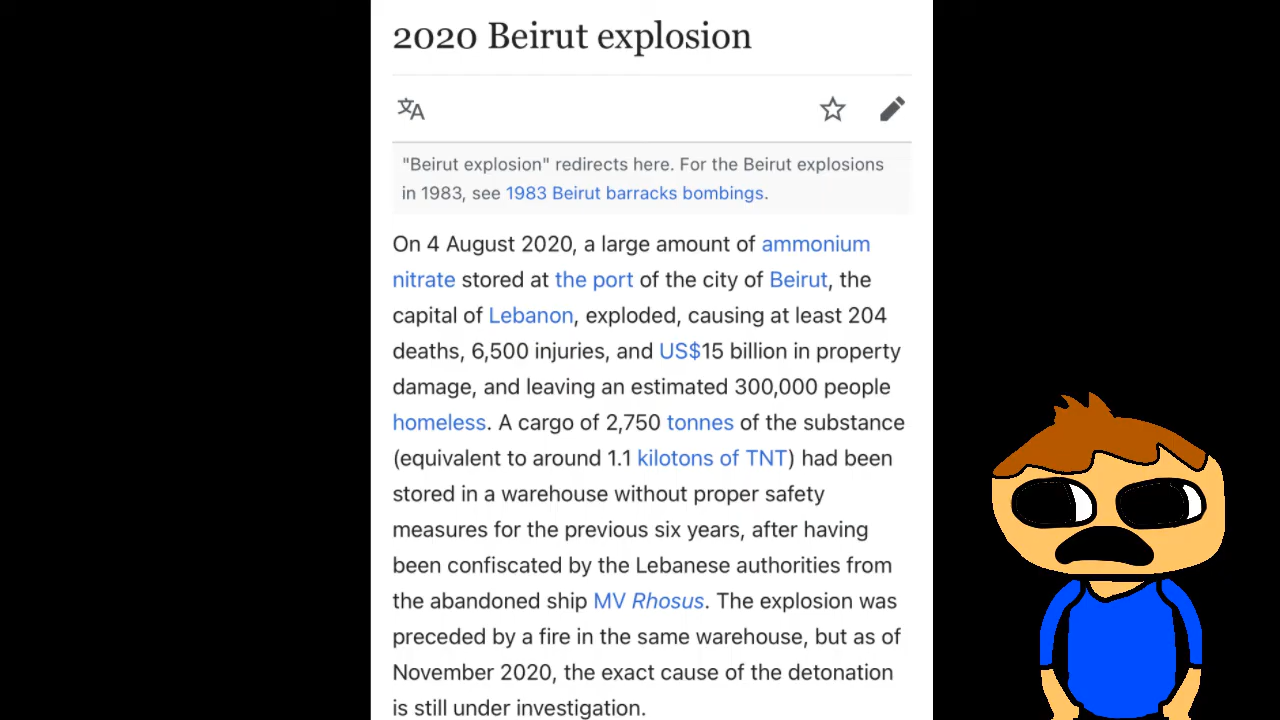 2020 Beirut explosion
"Beirut explosion" redirects here. For the Beirut explosions
in 1983, see 1983 Beirut barracks bombings.
On 4 August 2020, a large amount of ammonium
nitrate stored at the port of the city of Beirut, the
capital of Lebanon, exploded, causing at least 204
deaths, 6,500 injuries, and US$15 billion in property
damage, and leaving an estimated 300,000 people
homeless. A cargo of 2,750 tonnes of the substance
(equivalent to around 1.1 kilotons of TNT) had been
stored in a warehouse without proper safety
measures for the previous six years, after having
been confiscated by the Lebanese authorities from
the abandoned ship MV Rhosus. The explosion was
preceded by a fire in the same warehouse, but as of
November 2020, the exact cause of the detonation
is still under investigation.